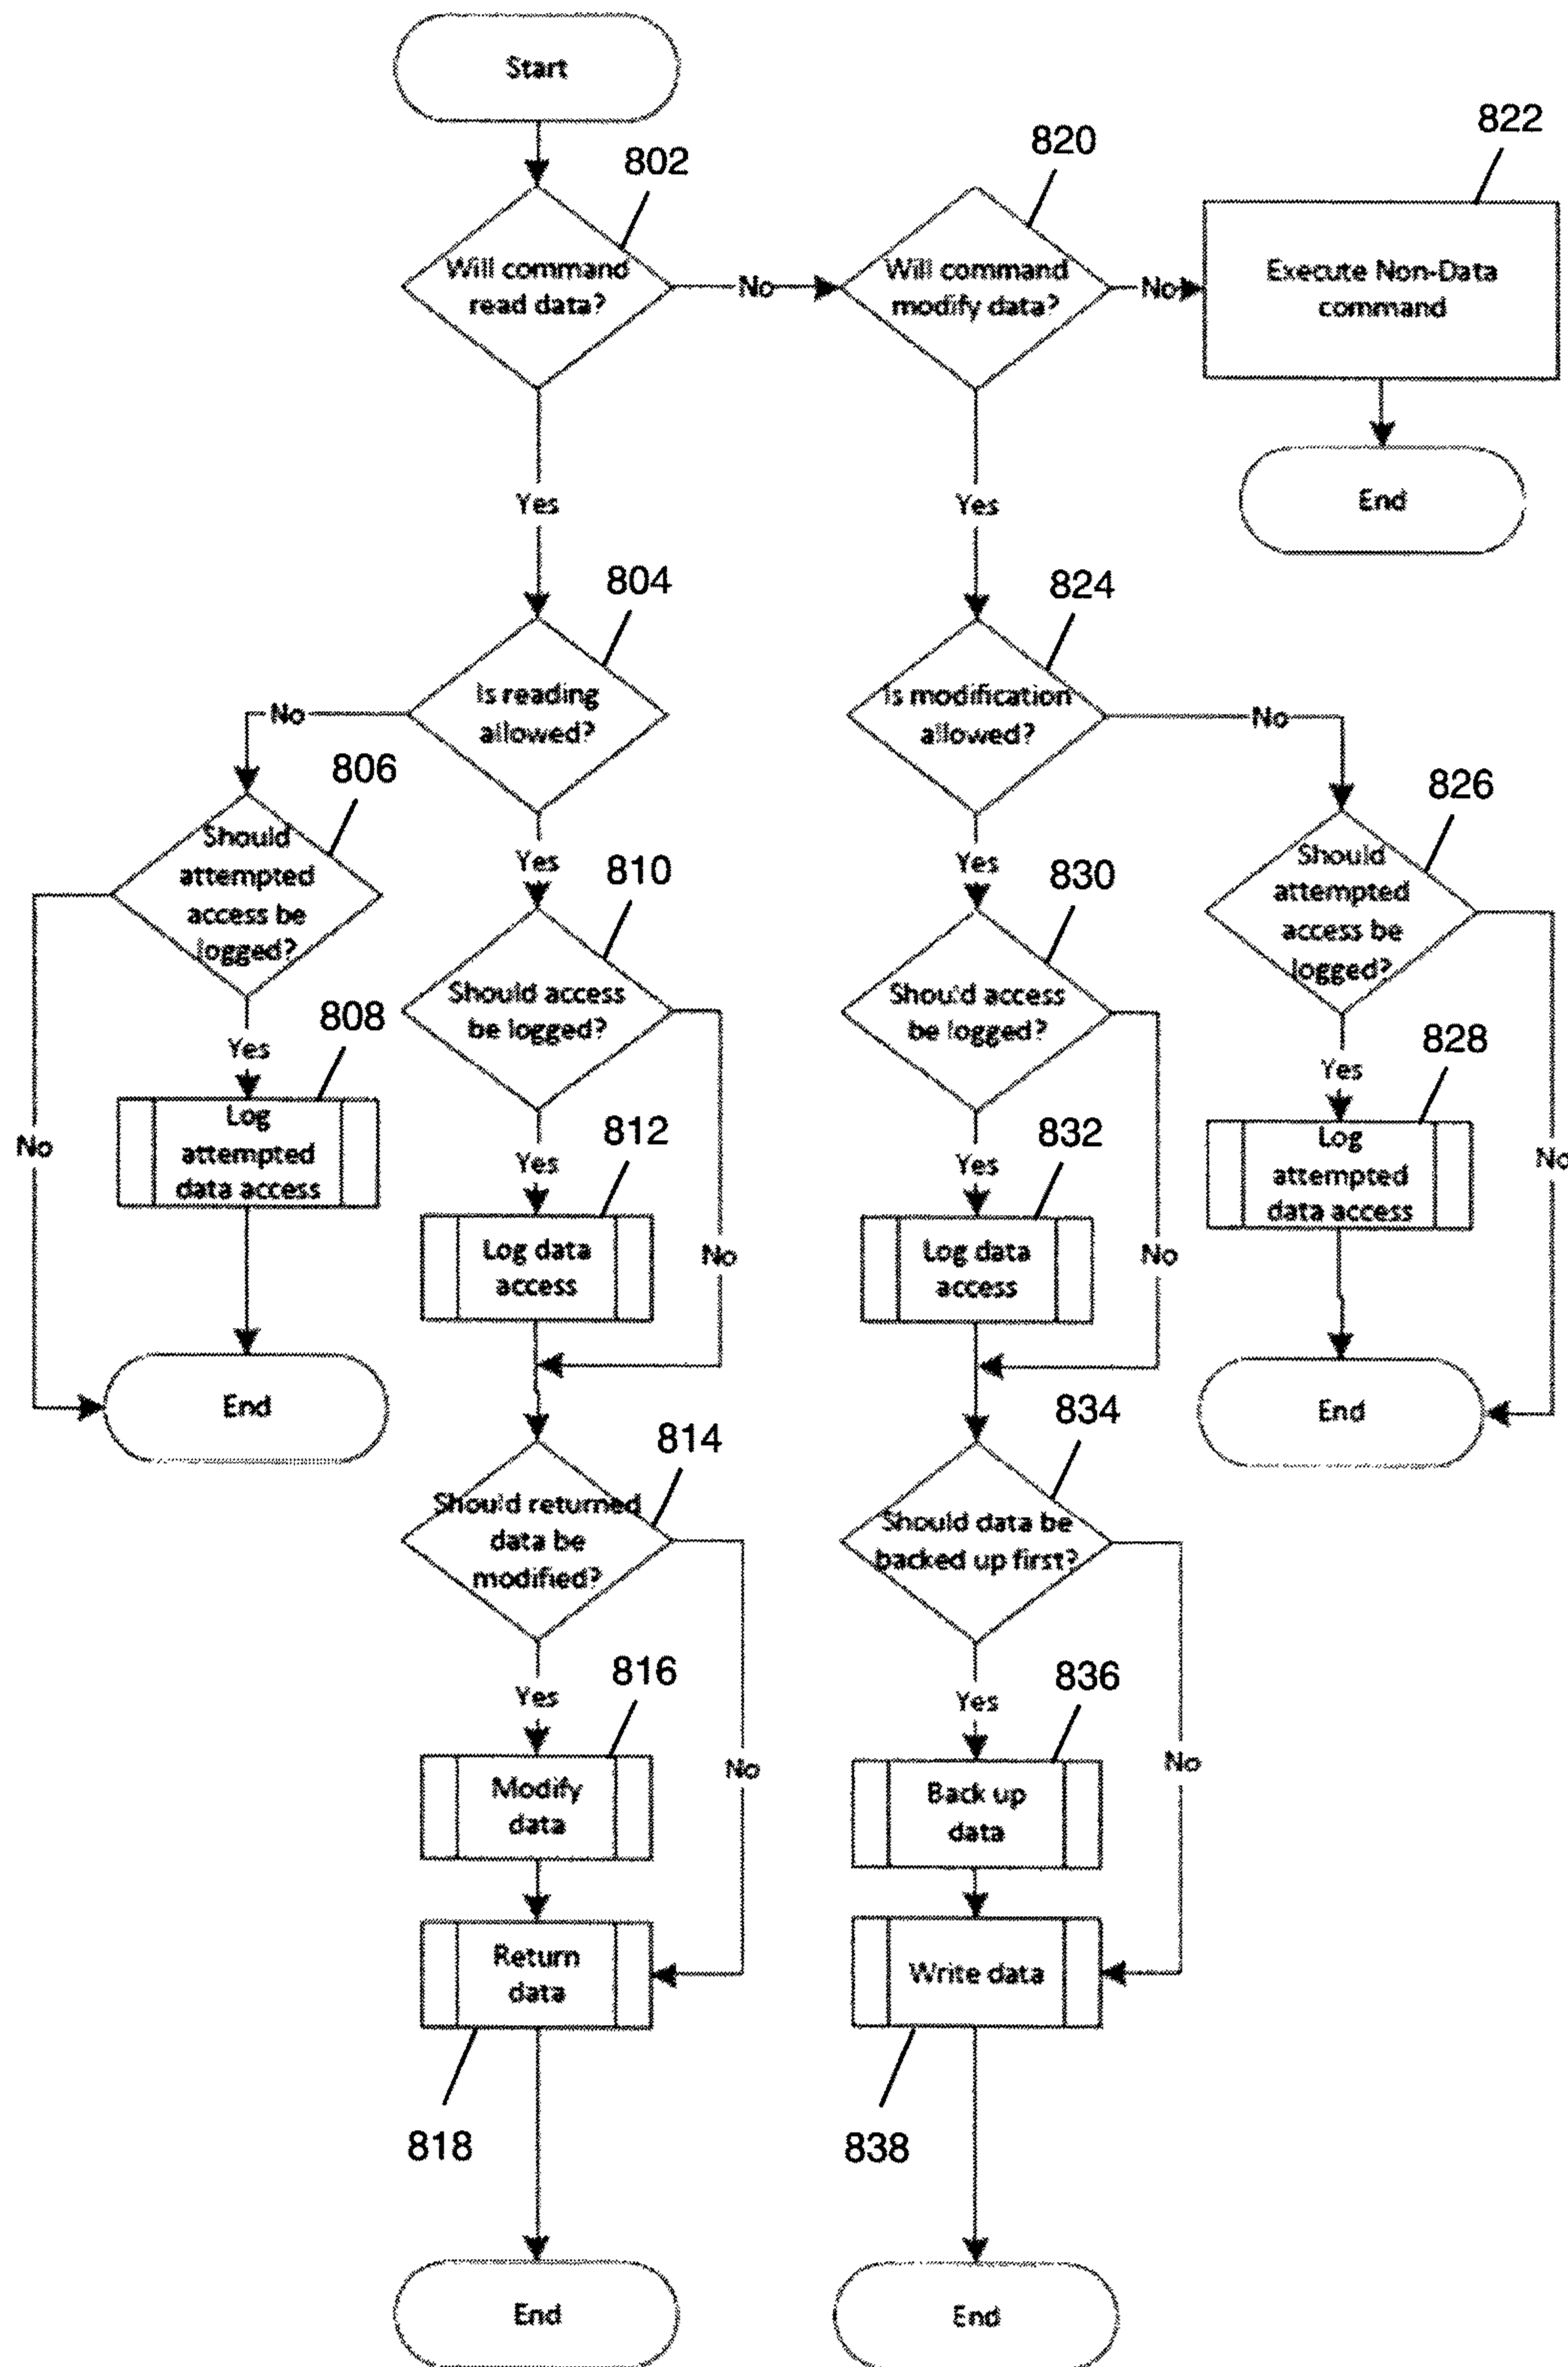 Start
802
820
822
Will command
read data?
No
Will command
modify data?
No
Execute Non-Data
command
End
Yes
Yes
804
824
Is reading
allowed?
No
Is modification
allowed?
No
806
Should
attempted
access be
logged?
Yes
810
Yes
830
826
Should
attempted
access be
logged?
Should access
be logged?
Should access
be logged?
808
Yes
828
Yes
Log
attempted
data access
No
812
Yes
832
Yes
Log
attempted
data access
No
Log data
access
No
Log data
access
No
End
End
814
834
Should returned
data be
modified?
Should data be
backed up first?
816
Yes
836
Yes
Modify
data
No
Back up
data
No
Return
data
Write data
818
838
End
End